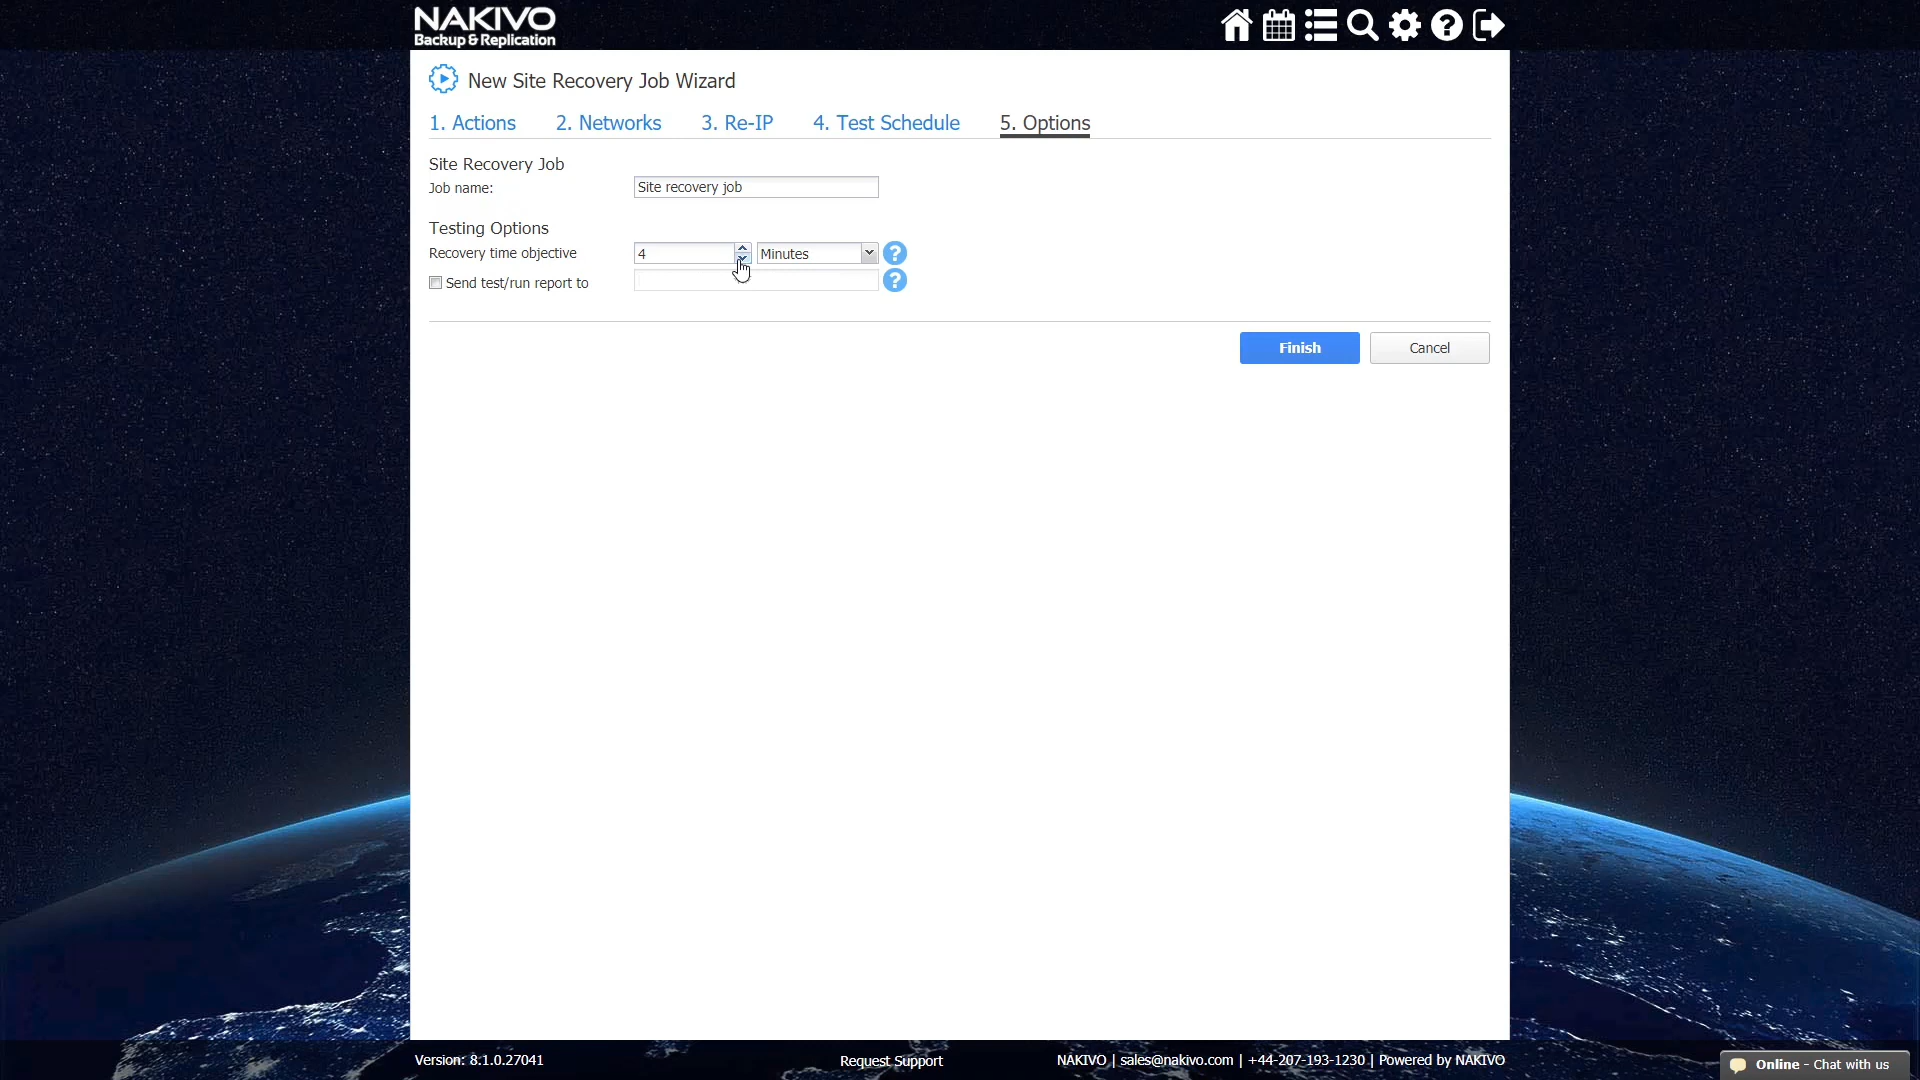 NAKIVO
Backup & Replication
New Site Recovery Job Wizard
1. Actions 2. Networks 3. Re-IP 4. Test Schedule 5. Options
Site Recovery Job
Job name: Site recovery job
Testing Options
Recovery time objective 4 Minutes ?
Send test/run report to ?
Finish Cancel
Version: 8.1.0.27041 Request Support NAKIVO | sales@nakivo.com | +44-207-193-1230 | Powered by NAKIVO
Online - Chat with us